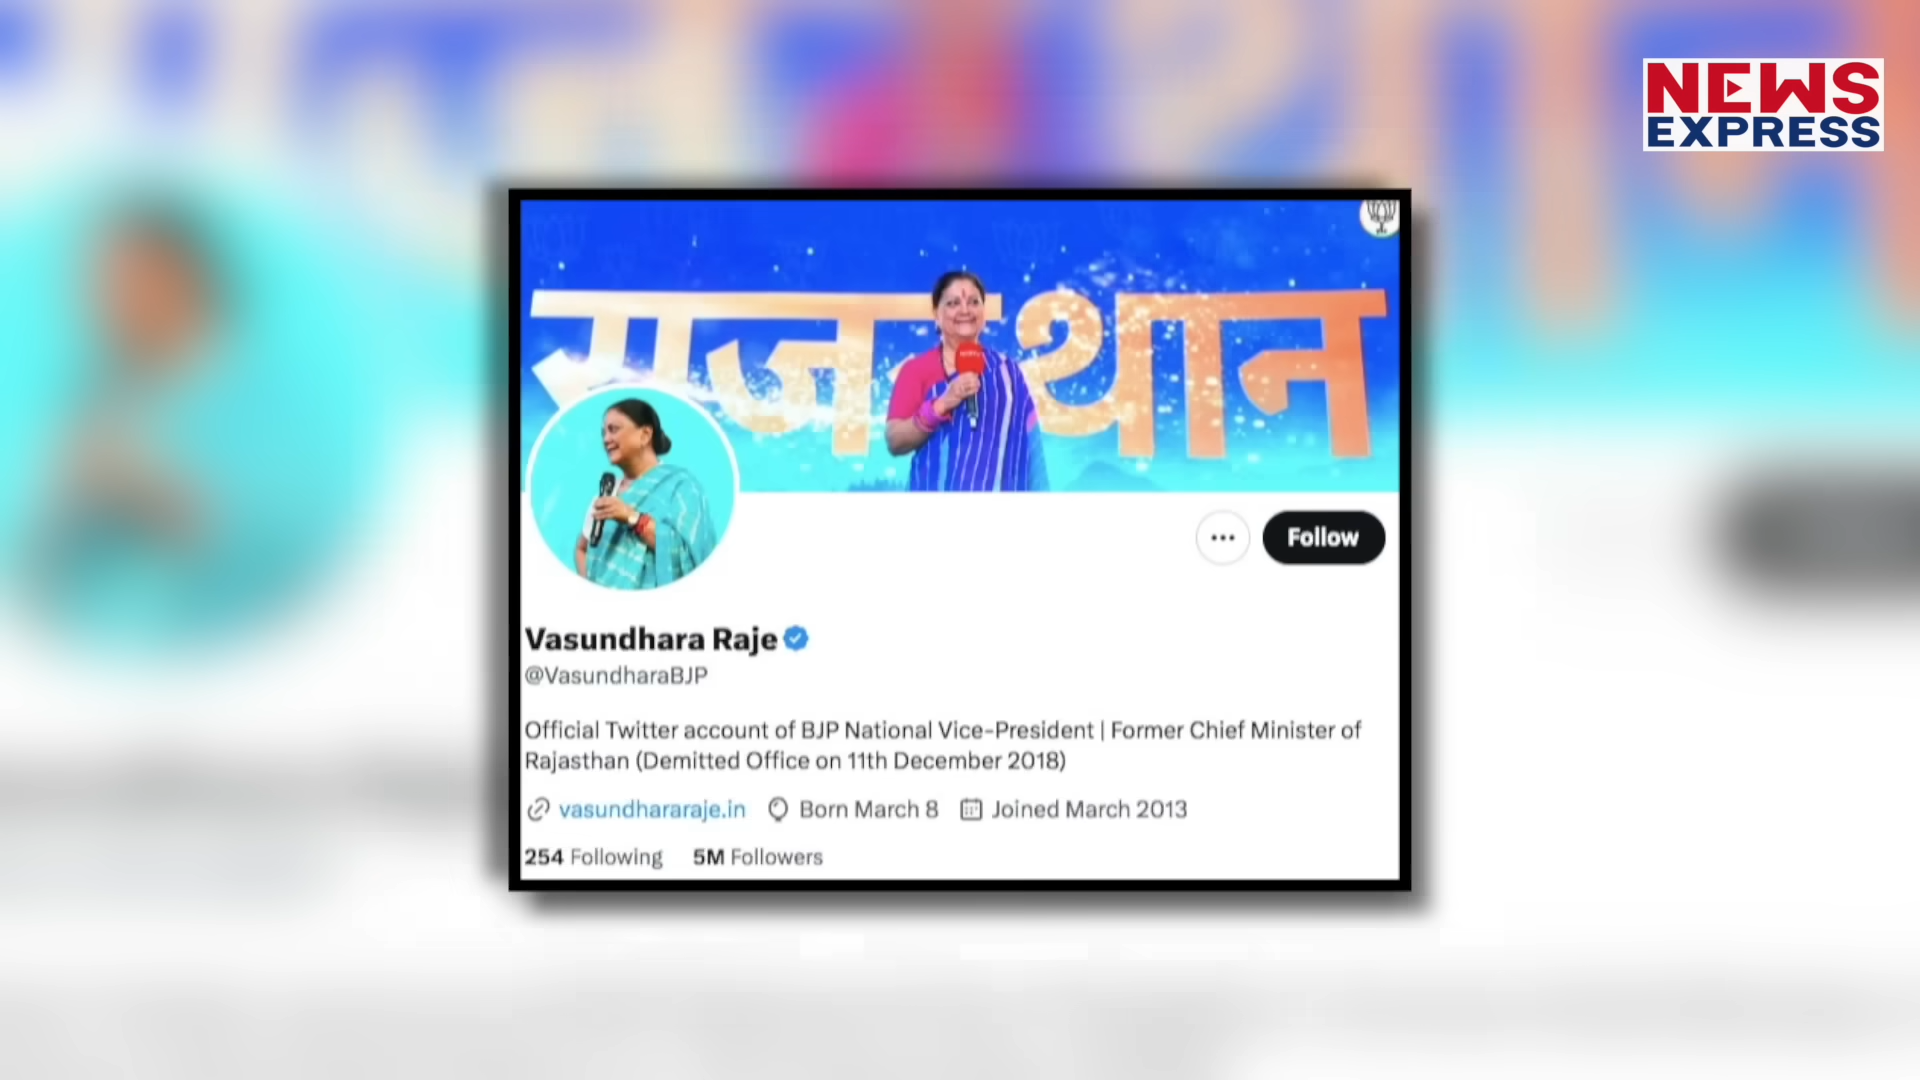 NEWS
EXPRESS
राजस्थान
Follow
Vasundhara Raje
@VasundharaBJP
Official Twitter account of BJP National Vice-President | Former Chief Minister of
Rajasthan (Demitted Office on 11th December 2018)
vasundhararaje.in Born March 8 Joined March 2013
254 Following 5M Followers